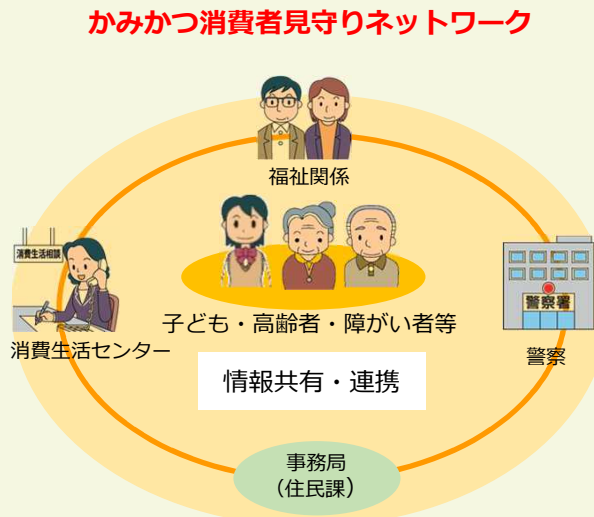 かみかつ消費者見守りネットワーク
福祉関係
消費生活相談
警察署
子ども・高齢者・障がい者等
消費生活センター
警察
情報共有・連携
事務局
（住民課）